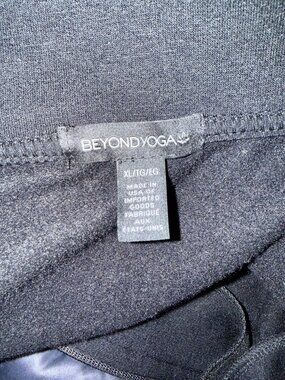 BEYONDYOGA
XL/TG/EG
MADE IN
USA OF
IMPORTED
GOODS
FABRIQUÉ
AUX
ÉTATS-UNIS